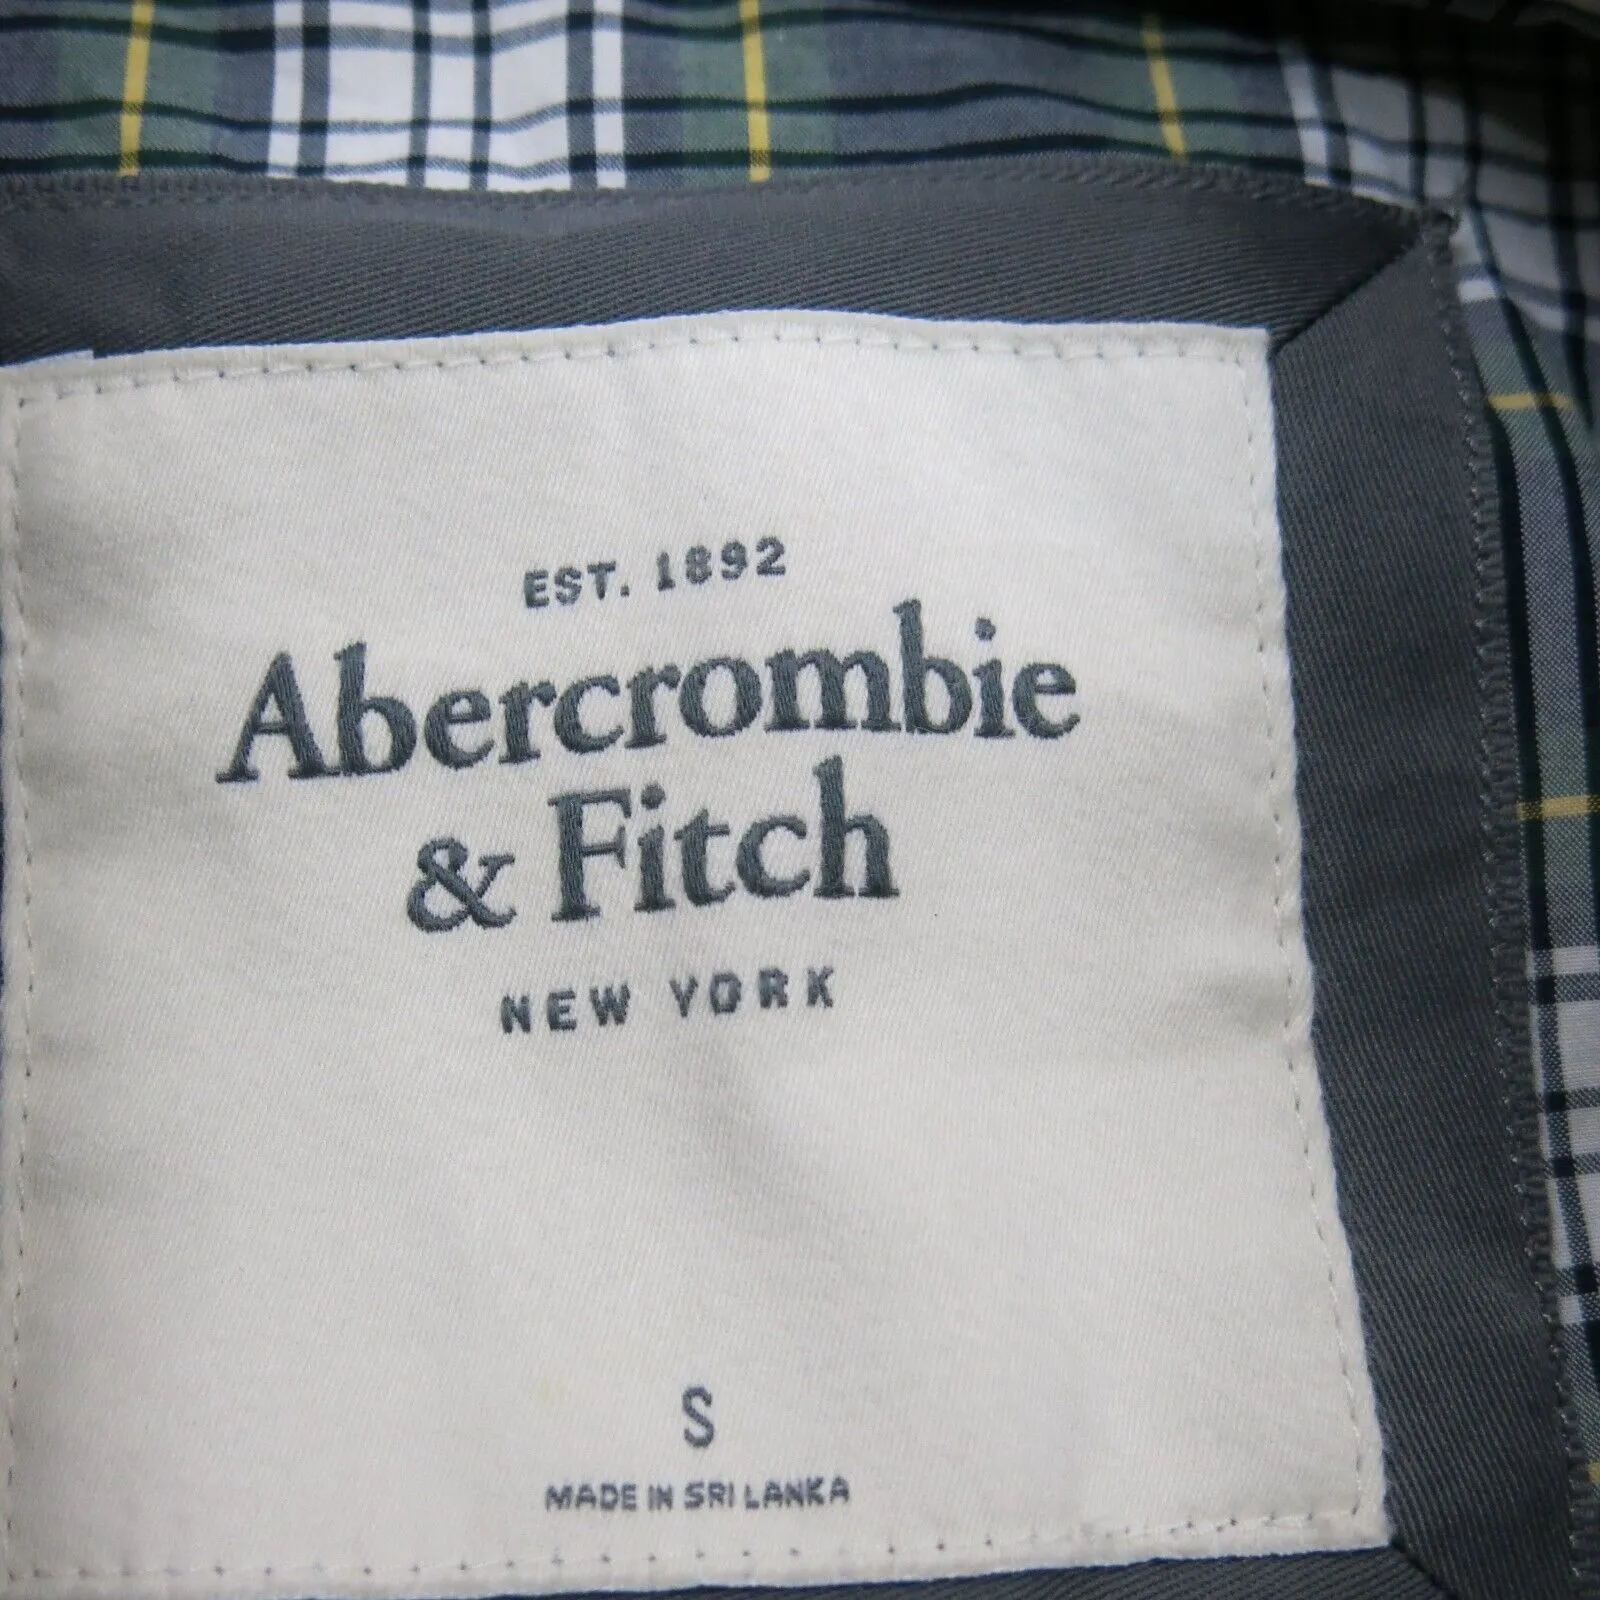 EST. 1892
Abercrombie
& Fitch
NEW YORK
S
MADE IN SRI LANKA